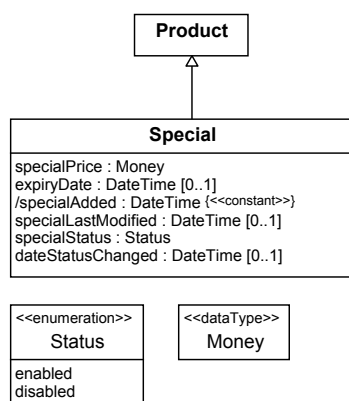 Product
Special
specialPrice : Money
expiryDate : DateTime [0..1]
/specialAdded : DateTime {<<constant>>}
specialLastModified : DateTime [0..1]
specialStatus : Status
dateStatusChanged : DateTime [0..1]
<<enumeration>>
Status
enabled
disabled
<<dataType>>
Money